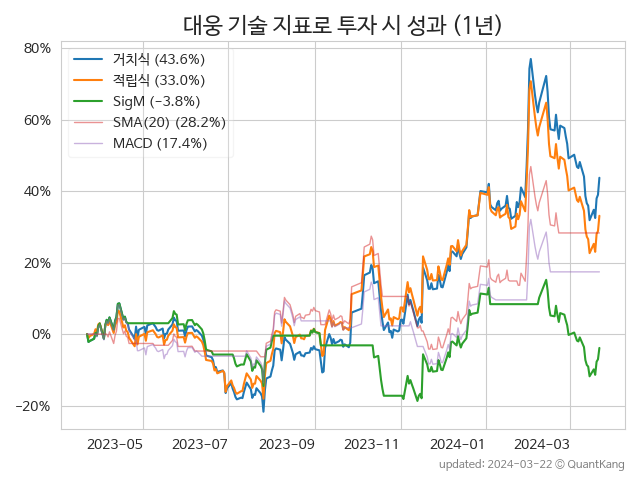 대웅 기술 지표로 투자 시 성과 (1년)
거치식 (43.6%)
적립식 (33.0%)
SigM (−3.8%)
SMA(20) (28.2%)
MACD (17.4%)
80%
60%
40%
20%
0%
−20%
2023-05 2023-07 2023-09 2023-11 2024-01 2024-03
updated: 2024-03-22 © QuantKang